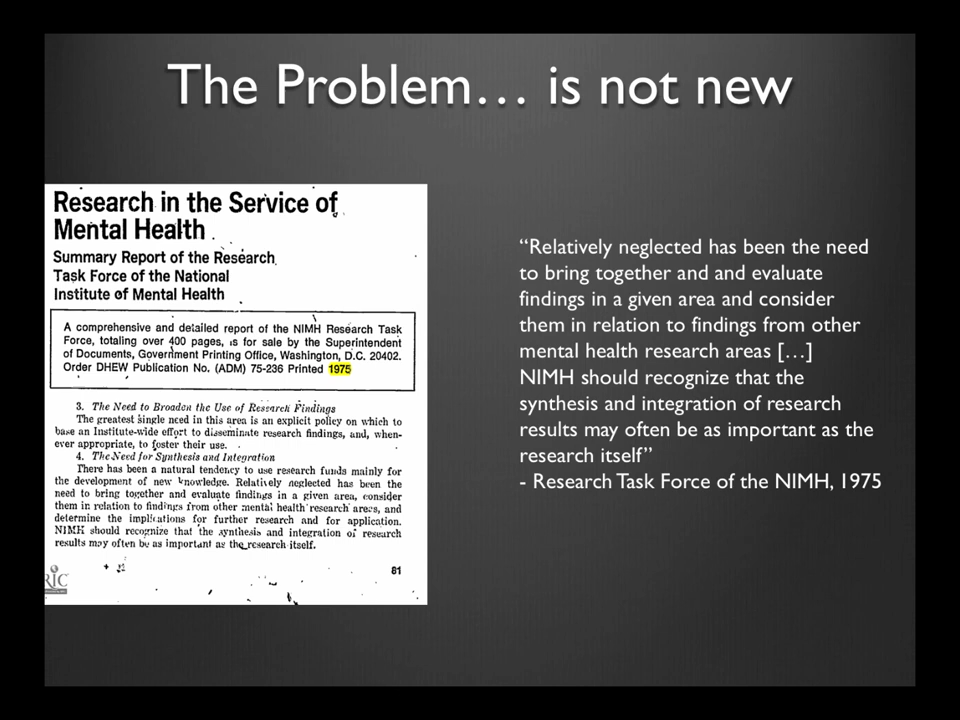 The Problem… is not new
Research in the Service of
Mental Health
Summary Report of the Research
Task Force of the National
Institute of Mental Health
A comprehensive and detailed report of the NIMH Research Task
Force, totaling over 400 pages, is for sale by the Superintendent
of Documents, Government Printing Office, Washington, D.C. 20402.
Order DHEW Publication No. (ADM) 75-236 Printed 1975
3. The Need to Broaden the Use of Research Findings
The greatest single need in this area is an explicit policy on which to
base an Institute-wide effort to disseminate research findings, and, when-
ever appropriate, to foster their use.
4. The Need for Synthesis and Integration
There has been a natural tendency to use research funds mainly for
the development of new knowledge. Relatively neglected has been the
need to bring together and evaluate findings in a given area, consider
them in relation to findings from other mental health research areas, and
determine the implications for further research and for application.
NIMH should recognize that the synthesis and integration of research
results may often be as important as the research itself.
81
RIC
“Relatively neglected has been the need
to bring together and and evaluate
findings in a given area and consider
them in relation to findings from other
mental health research areas […]
NIMH should recognize that the
synthesis and integration of research
results may often be as important as the
research itself”
- Research Task Force of the NIMH, 1975